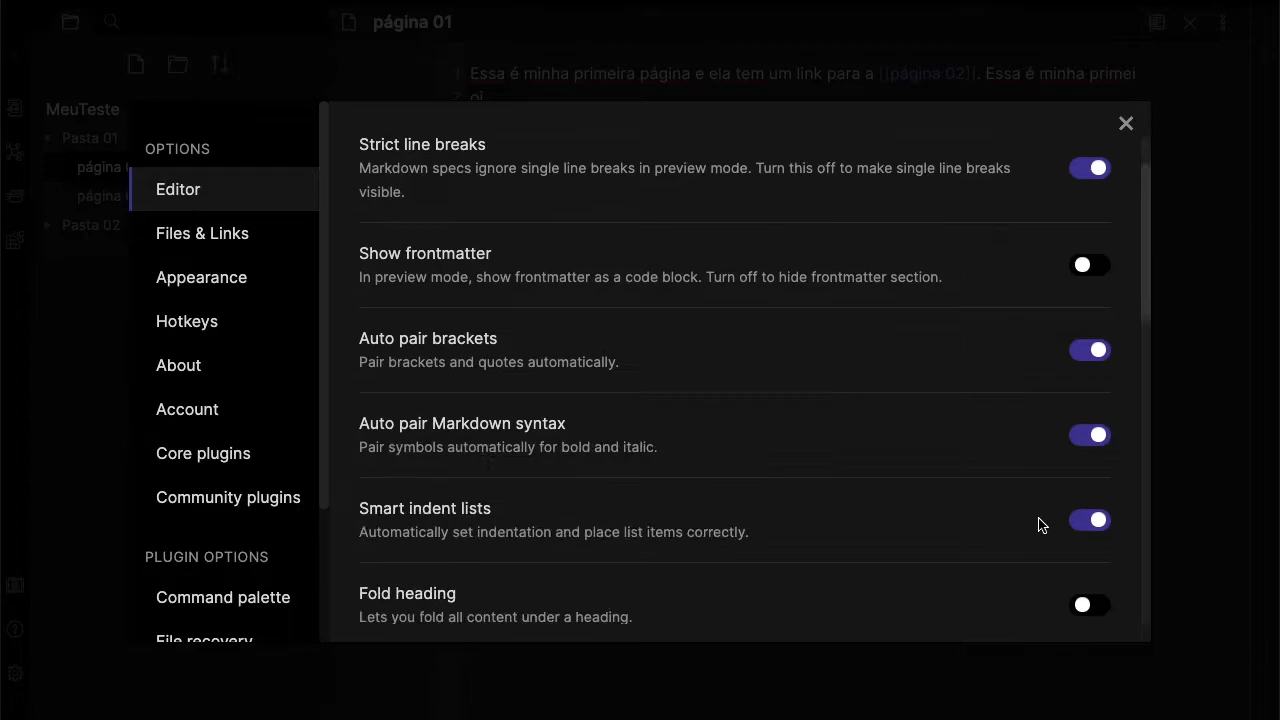 página 01
Essa é minha primeira página e ela tem um link para a [[página 02]]. Essa é minha primei
oi
MeuTeste
Pasta 01
página
página
Pasta 02
OPTIONS
Editor
Files & Links
Appearance
Hotkeys
About
Account
Core plugins
Community plugins
PLUGIN OPTIONS
Command palette
File recovery
Strict line breaks
Markdown specs ignore single line breaks in preview mode. Turn this off to make single line breaks
visible.
Show frontmatter
In preview mode, show frontmatter as a code block. Turn off to hide frontmatter section.
Auto pair brackets
Pair brackets and quotes automatically.
Auto pair Markdown syntax
Pair symbols automatically for bold and italic.
Smart indent lists
Automatically set indentation and place list items correctly.
Fold heading
Lets you fold all content under a heading.